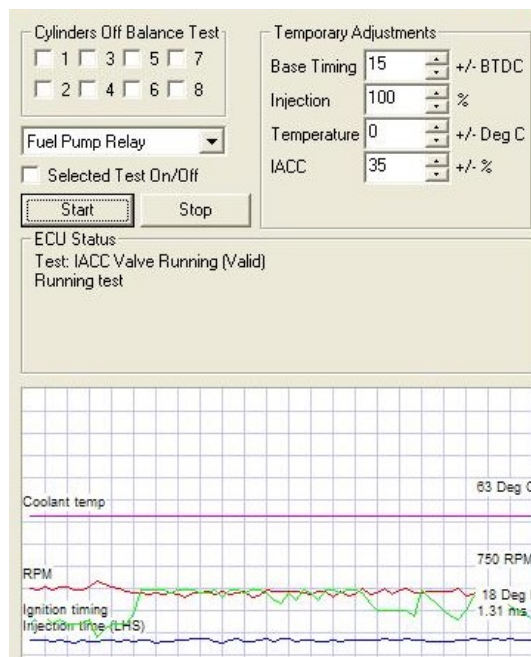 Cylinders Off Balance Test
1 3 5 7
2 4 6 8
Fuel Pump Relay
Selected Test On/Off
Start Stop
Temporary Adjustments
Base Timing 15 +/- BTDC
Injection 100 %
Temperature 0 +/- Deg C
IACC 35 +/- %
ECU Status
Test: IACC Valve Running (Valid)
Running test
63 Deg C
Coolant temp
750 RPM
RPM
18 Deg
Ignition timing 1.31 ms
Injection time (LHS)